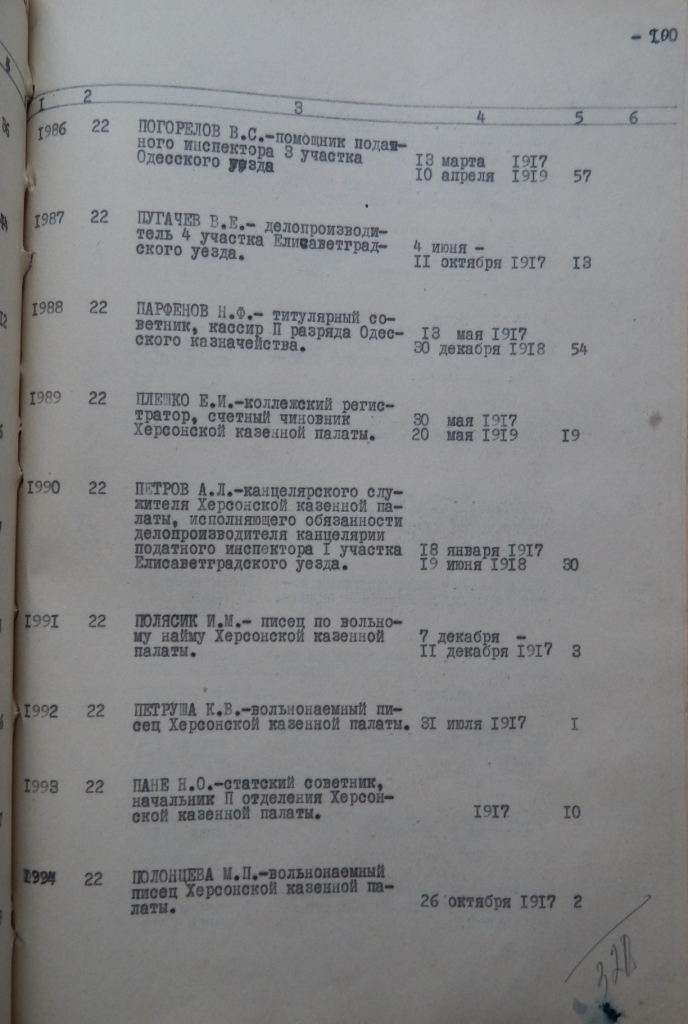 - 200
1 2 3 4 5 6
1986 22 ПОГОРЕЛОВ В.С.-помощник подат-
ного инспектора 3 участка
Одесского уезда
13 марта 1917
10 апреля 1919 57
1987 22 ПУГАЧЕВ В.Е.- делопроизводи-
тель 4 участка Елисаветград-
ского уезда.
4 июня -
11 октября 1917 13
1988 22 ПАРФЕНОВ Н.Ф.- титулярный со-
ветник, кассир П разряда Одес-
ского казначейства.
13 мая 1917
30 декабря 1918 54
1989 22 ПЛЕШКО Е.И.-коллежский регис-
тратор, счетный чиновник
Херсонской казенной палаты.
30 мая 1917
20 мая 1919 19
1990 22 ПЕТРОВ А.Л.-канцелярского слу-
жителя Херсонской казенной па-
латы, исполняющего обязанности
делопроизводителя канцелярии
податного инспектора I участка
Елисаветградского уезда.
18 января 1917
19 июня 1918 30
1991 22 ПОЛЯСИК И.М.- писец по вольно-
му найму Херсонской казенной
палаты.
7 декабря -
11 декабря 1917 3
1992 22 ПЕТРУША К.В.-вольнонаемный пи-
сец Херсонской казенной палаты. 31 июля 1917 1
1993 22 ПАНЕ Н.О.-статский советник,
начальник П отделения Херсон-
ской казенной палаты. 1917 10
1994 22 ПОЛОНЦЕВА М.П.-вольнонаемный
писец Херсонской казенной па-
латы. 26 октября 1917 2